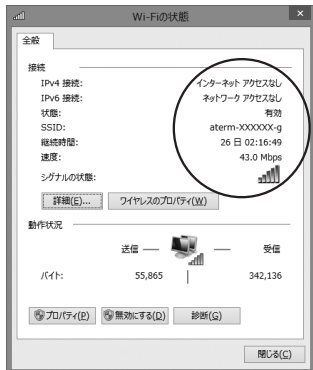 Wi-Fiの状態
全般
接続
IPv4 接続: インターネット アクセスなし
IPv6 接続: ネットワーク アクセスなし
状態: 有効
SSID: aterm-XXXXXX-g
継続時間: 26 日 02:16:49
速度: 43.0 Mbps
シグナルの状態:
詳細(E)... ワイヤレスのプロパティ(W)
動作状況
送信 — — 受信
バイト: 55,865 | 342,136
プロパティ(P) 無効にする(D) 診断(G)
閉じる(C)